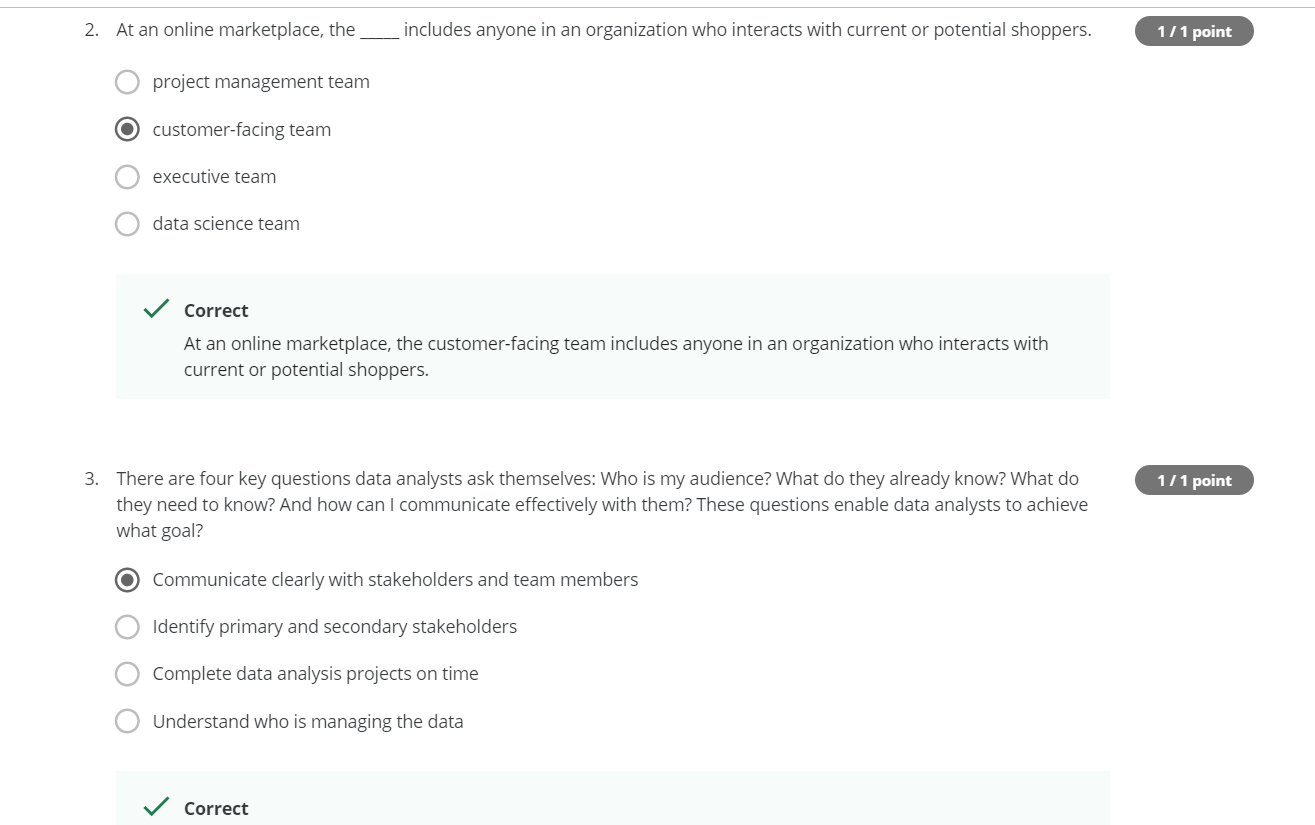 2. At an online marketplace, the _____ includes anyone in an organization who interacts with current or potential shoppers.
1 / 1 point
project management team
customer-facing team
executive team
data science team
Correct
At an online marketplace, the customer-facing team includes anyone in an organization who interacts with
current or potential shoppers.
3. There are four key questions data analysts ask themselves: Who is my audience? What do they already know? What do
1 / 1 point
they need to know? And how can I communicate effectively with them? These questions enable data analysts to achieve
what goal?
Communicate clearly with stakeholders and team members
Identify primary and secondary stakeholders
Complete data analysis projects on time
Understand who is managing the data
Correct